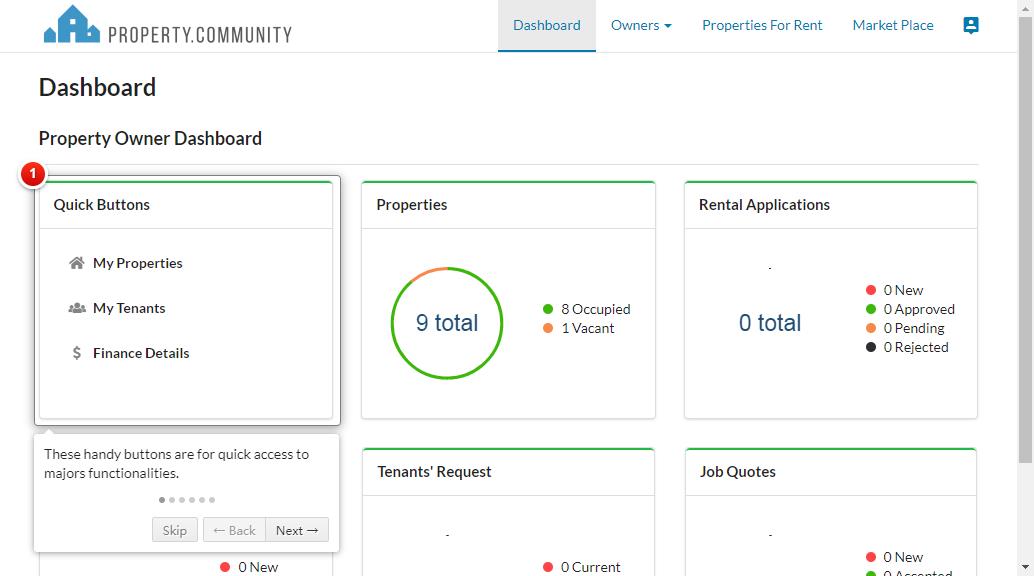 PROPERTY.COMMUNITY
Dashboard
Owners
Properties For Rent
Market Place
Dashboard
Property Owner Dashboard
1
Quick Buttons
My Properties
My Tenants
$ Finance Details
Properties
9 total
8 Occupied
1 Vacant
Rental Applications
0 total
0 New
0 Approved
0 Pending
0 Rejected
These handy buttons are for quick access to
majors functionalities.
Skip
← Back
Next →
0 New
Tenants' Request
0 Current
Job Quotes
0 New
0 Accepted